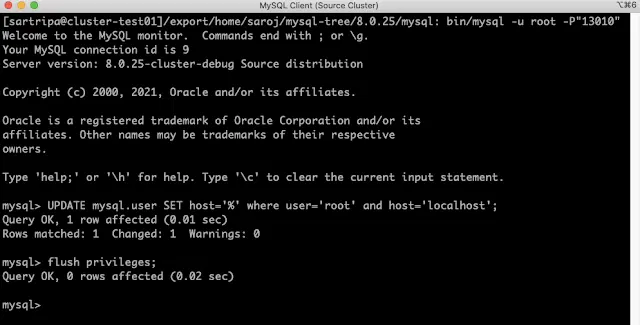 MySQL Client (Source Cluster)
⌥⌘6
[sartripa@cluster-test01]/export/home/saroj/mysql-tree/8.0.25/mysql: bin/mysql -u root -P"13010"
Welcome to the MySQL monitor.  Commands end with ; or \g.
Your MySQL connection id is 9
Server version: 8.0.25-cluster-debug Source distribution

Copyright (c) 2000, 2021, Oracle and/or its affiliates.

Oracle is a registered trademark of Oracle Corporation and/or its
affiliates. Other names may be trademarks of their respective
owners.

Type 'help;' or '\h' for help. Type '\c' to clear the current input statement.

mysql> UPDATE mysql.user SET host='%' where user='root' and host='localhost';
Query OK, 1 row affected (0.01 sec)
Rows matched: 1  Changed: 1  Warnings: 0

mysql> flush privileges;
Query OK, 0 rows affected (0.02 sec)

mysql>